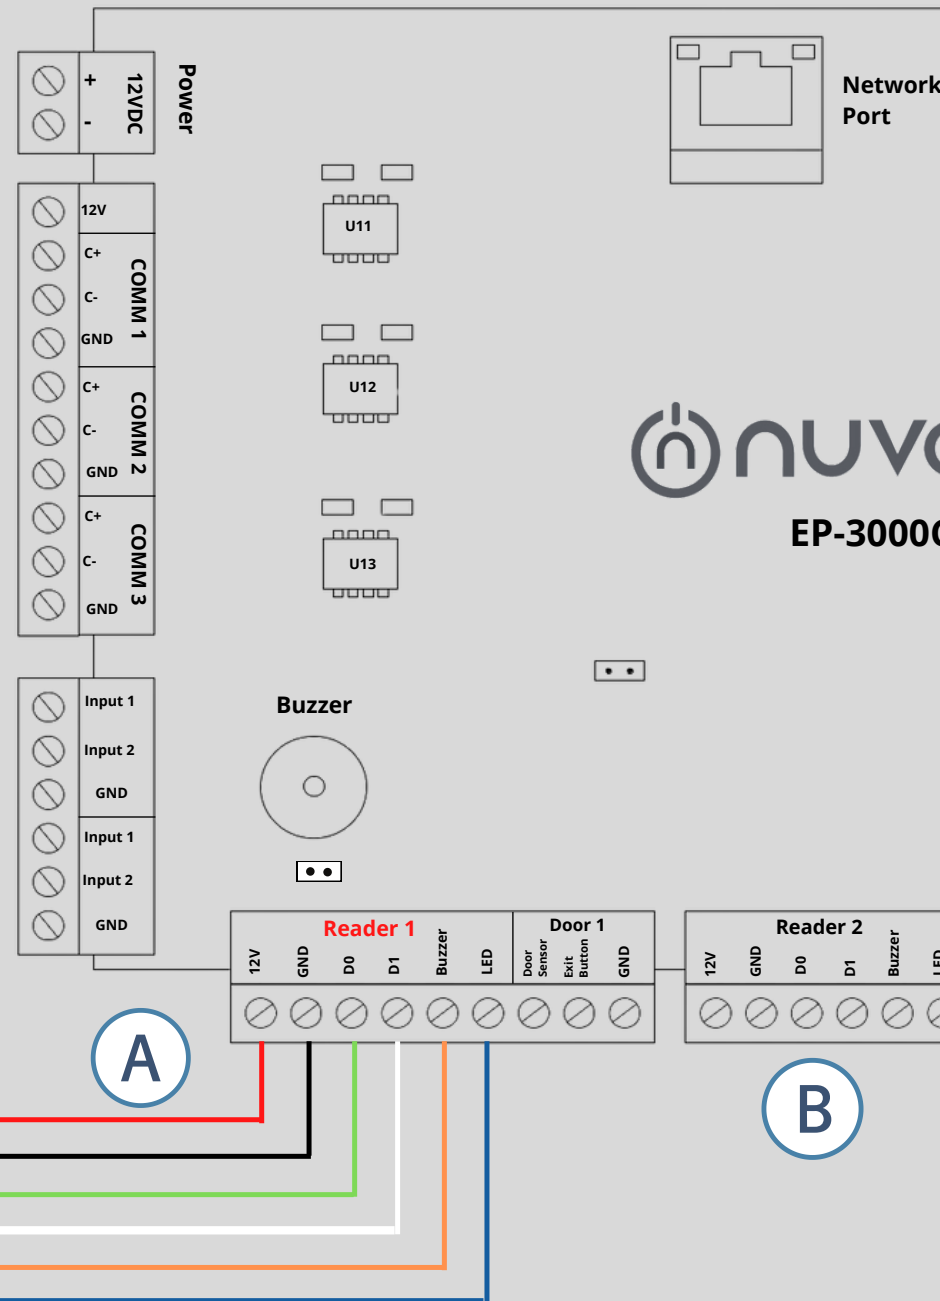 +
-
12VDC
Power
Network
Port
12V
C+
C-
GND
COMM 1
C+
C-
GND
COMM 2
C+
C-
GND
COMM 3
U11
U12
U13
EP-3000
Input 1
Input 2
GND
Input 1
Input 2
GND
Buzzer
Reader 1
12V
GND
D0
D1
Buzzer
LED
Door 1
Door
Sensor
Exit
Button
GND
Reader 2
12V
GND
D0
D1
Buzzer
LED
A
B